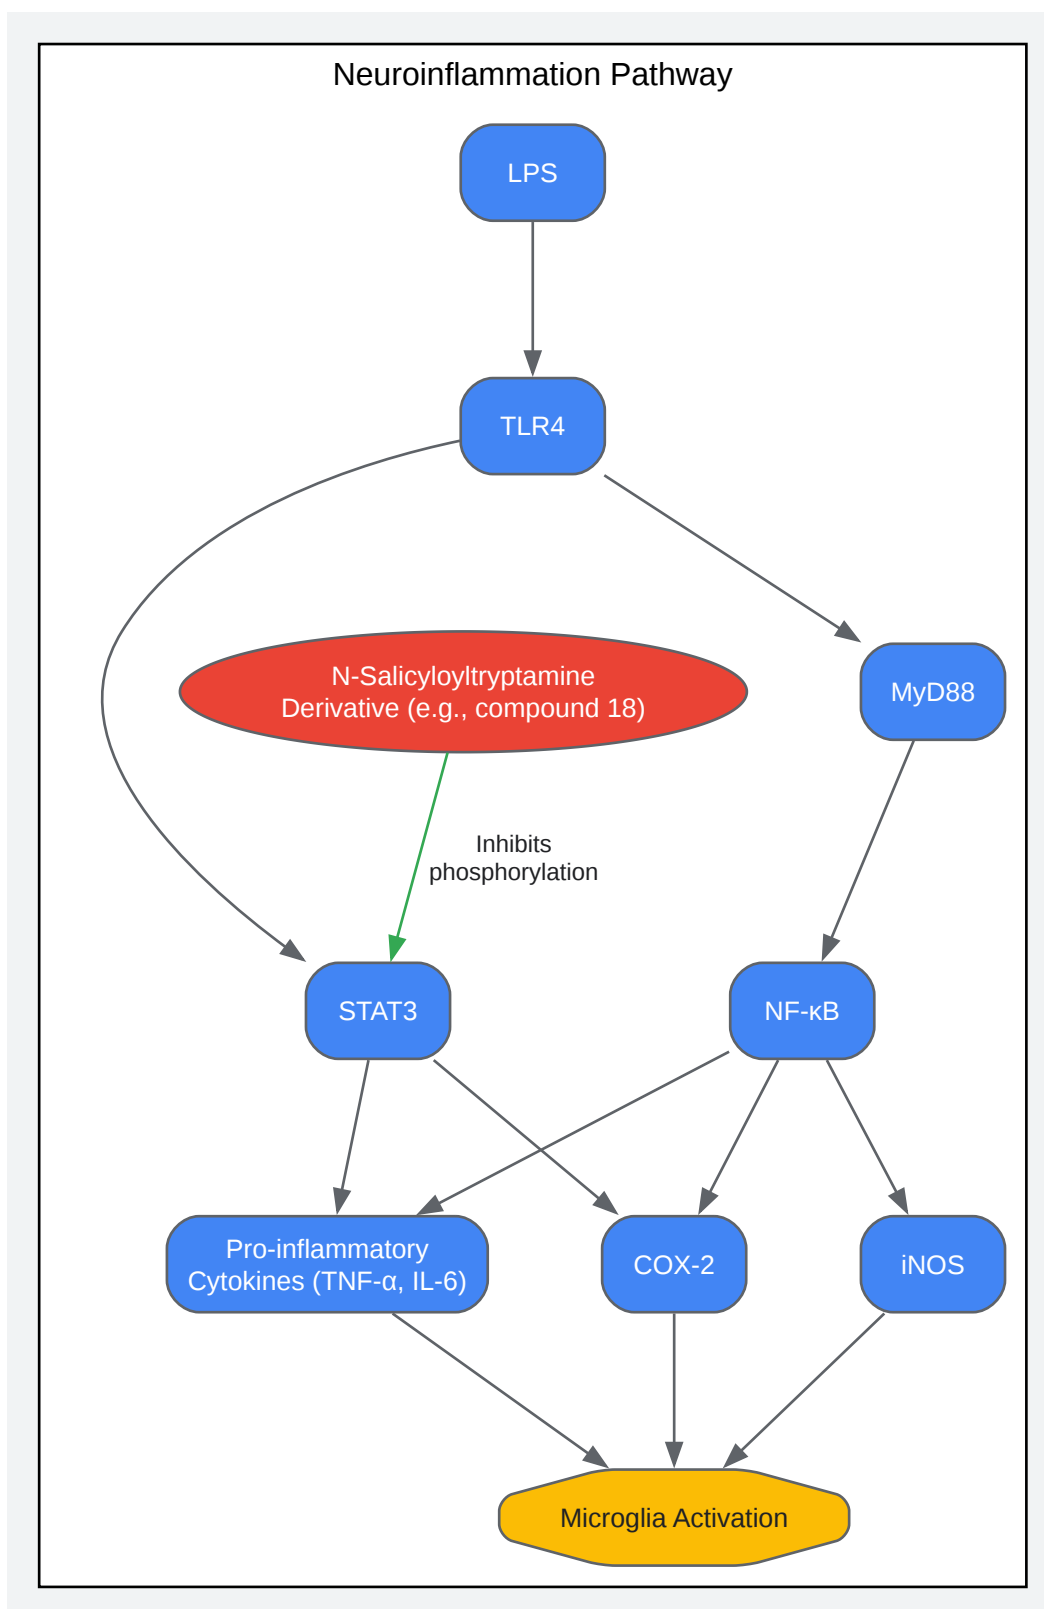 Neuroinflammation Pathway
LPS
TLR4
N-Salicyloyltryptamine
Derivative (e.g., compound 18)
MyD88
Inhibits
phosphorylation
STAT3
NF-κB
Pro-inflammatory
Cytokines (TNF-α, IL-6)
COX-2
iNOS
Microglia Activation